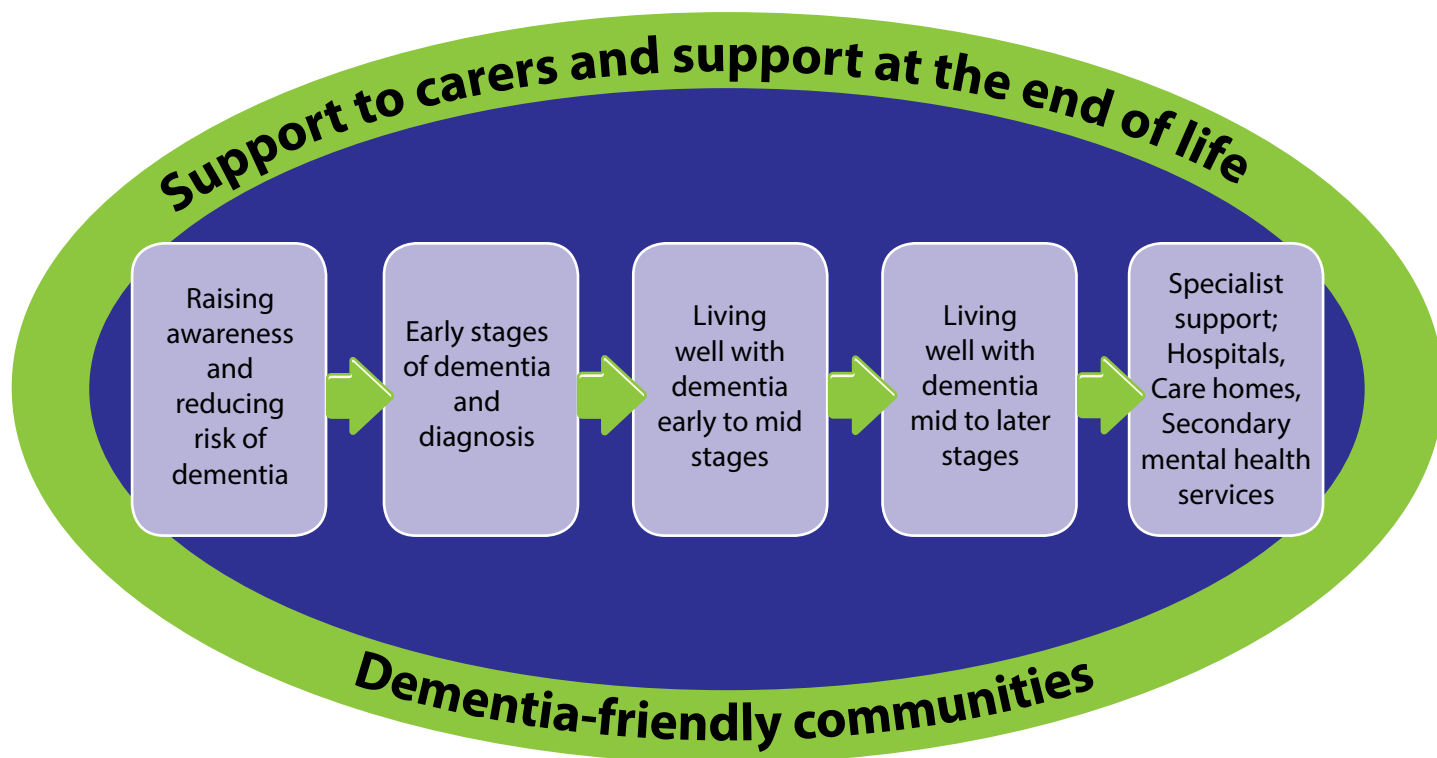 Support to carers and support at the end of life
Raising
awareness
and
reducing
risk of
dementia
Early stages
of dementia
and
diagnosis
Living
well with
dementia
early to mid
stages
Living
well with
dementia
mid to later
stages
Specialist
support;
Hospitals,
Care homes,
Secondary
mental health
services
Dementia-friendly communities